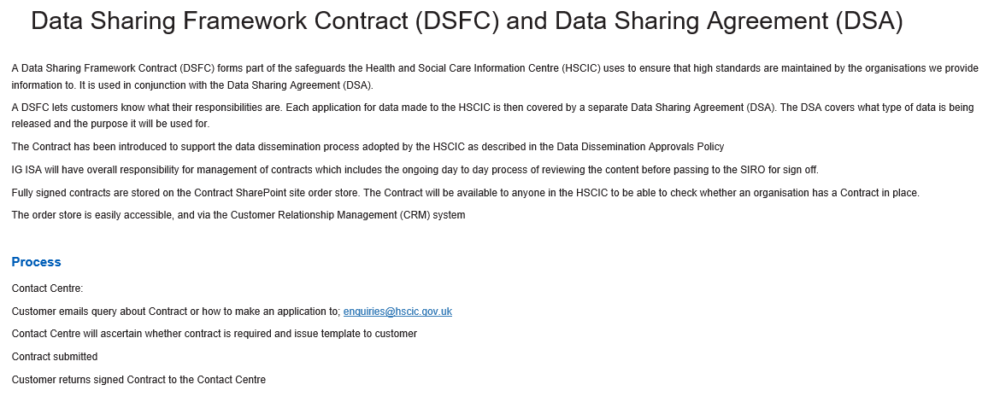 Data Sharing Framework Contract (DSFC) and Data Sharing Agreement (DSA)
A Data Sharing Framework Contract (DSFC) forms part of the safeguards the Health and Social Care Information Centre (HSCIC) uses to ensure that high standards are maintained by the organisations we provide
information to. It is used in conjunction with the Data Sharing Agreement (DSA).
A DSFC lets customers know what their responsibilities are. Each application for data made to the HSCIC is then covered by a separate Data Sharing Agreement (DSA). The DSA covers what type of data is being
released and the purpose it will be used for.
The Contract has been introduced to support the data dissemination process adopted by the HSCIC as described in the Data Dissemination Approvals Policy
IG ISA will have overall responsibility for management of contracts which includes the ongoing day to day process of reviewing the content before passing to the SIRO for sign off.
Fully signed contracts are stored on the Contract SharePoint site order store. The Contract will be available to anyone in the HSCIC to be able to check whether an organisation has a Contract in place.
The order store is easily accessible, and via the Customer Relationship Management (CRM) system
Process
Contact Centre:
Customer emails query about Contract or how to make an application to; enquiries@hscic.gov.uk
Contact Centre will ascertain whether contract is required and issue template to customer
Contract submitted
Customer returns signed Contract to the Contact Centre